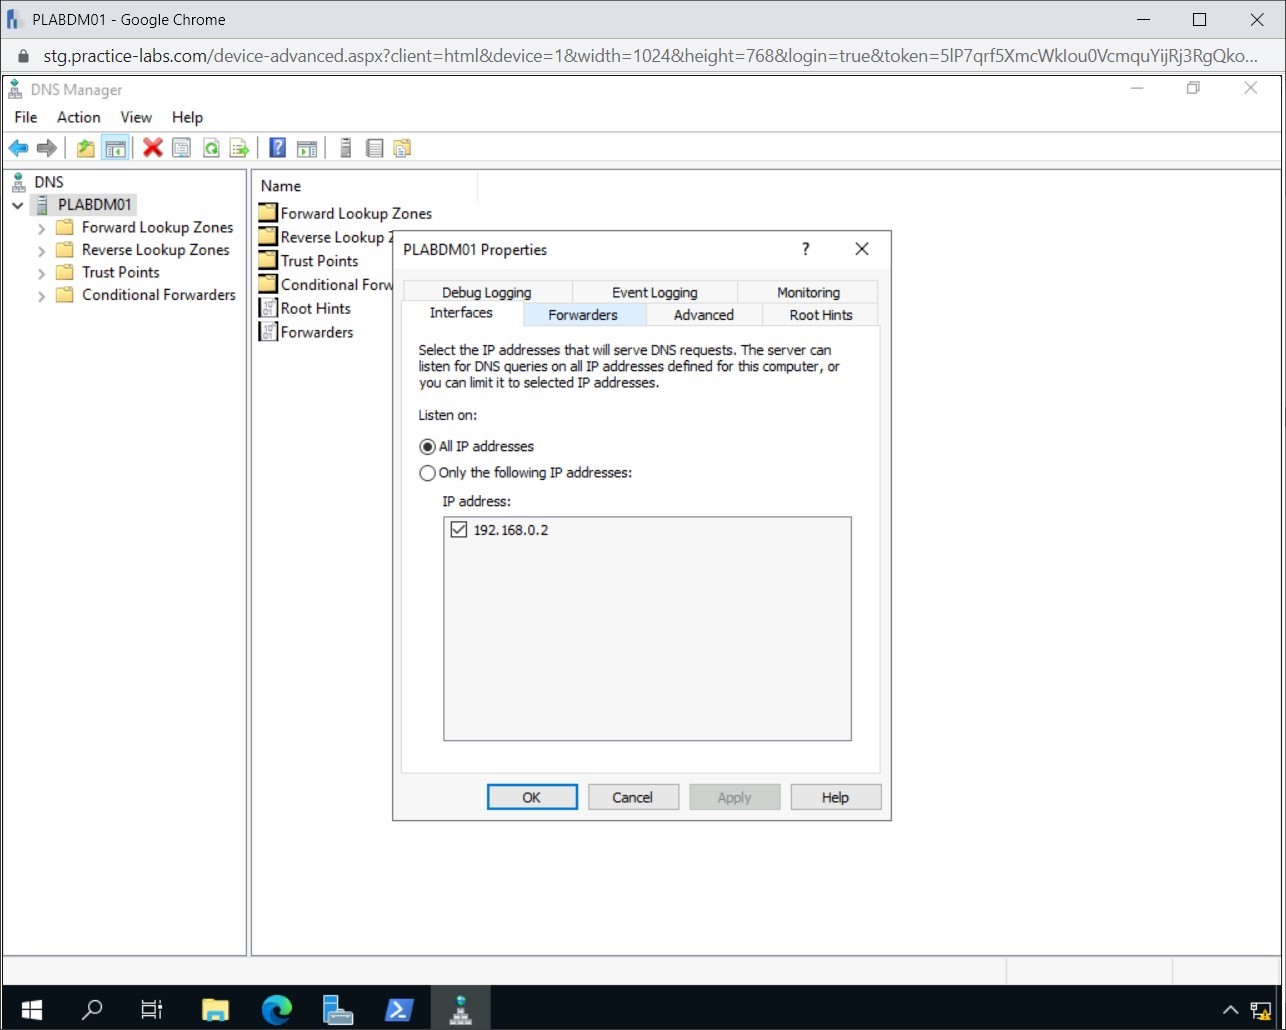 PLABDM01 - Google Chrome
stg.practice-labs.com/device-advanced.aspx?client=html&device=1&width=1024&height=768&login=true&token=5lP7qrf5XmcWkIou0VcmquYijRj3RgQko...
DNS Manager
File Action View Help
DNS
PLABDM01
Forward Lookup Zones
Reverse Lookup Zones
Trust Points
Conditional Forwarders
Name
Forward Lookup Zones
Reverse Lookup Z
Trust Points
Conditional Forw
Root Hints
Forwarders
PLABDM01 Properties
?
Debug Logging Event Logging Monitoring
Interfaces Forwarders Advanced Root Hints
Select the IP addresses that will serve DNS requests. The server can
listen for DNS queries on all IP addresses defined for this computer, or
you can limit it to selected IP addresses.
Listen on:
All IP addresses
Only the following IP addresses:
IP address:
192.168.0.2
OK Cancel Apply Help